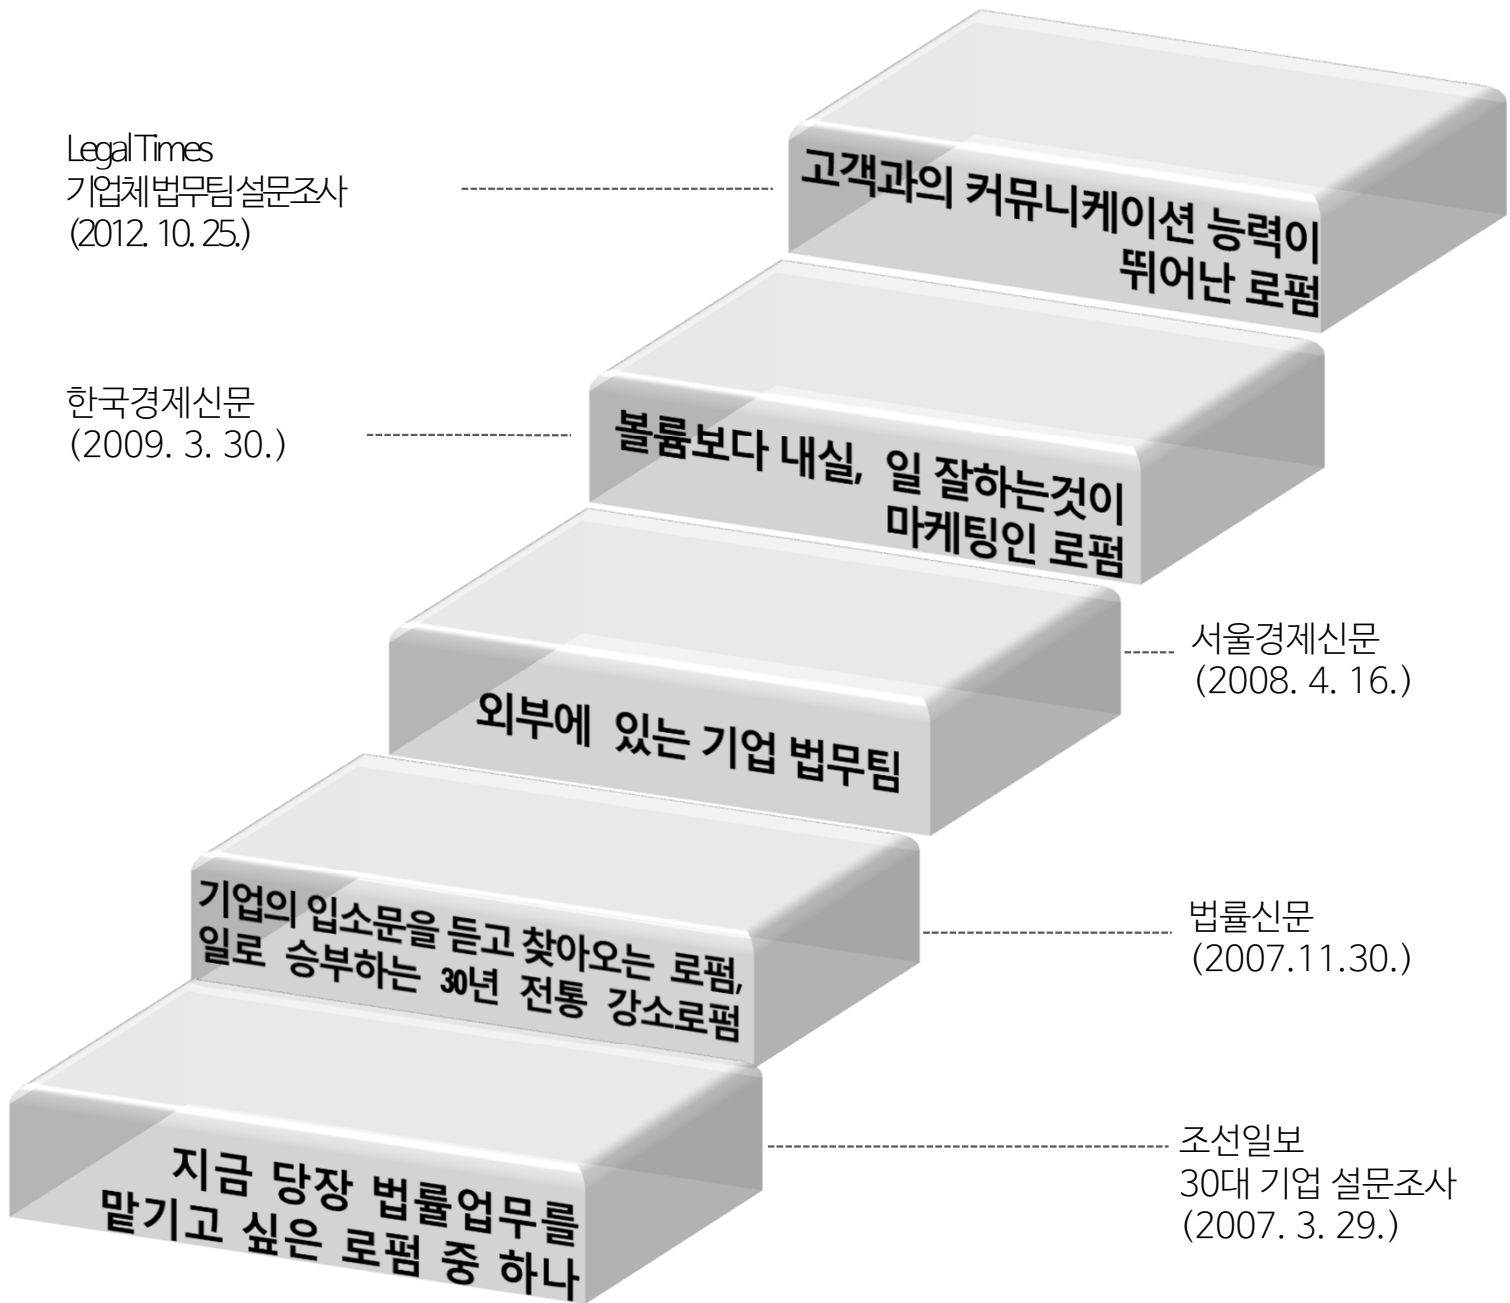 Legal Times
기업체 법무팀 설문조사
(2012. 10. 25.)
고객과의 커뮤니케이션 능력이
뛰어난 로펌
한국경제신문
(2009. 3. 30.)
볼륨보다 내실, 일 잘하는것이
마케팅인 로펌
서울경제신문
(2008. 4. 16.)
외부에 있는 기업 법무팀
기업의 입소문을 듣고 찾아오는 로펌,
일로 승부하는 30년 전통 강소로펌
법률신문
(2007.11.30.)
지금 당장 법률업무를
맡기고 싶은 로펌 중 하나
조선일보
30대 기업 설문조사
(2007. 3. 29.)